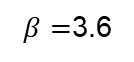 𝛽 =3.6